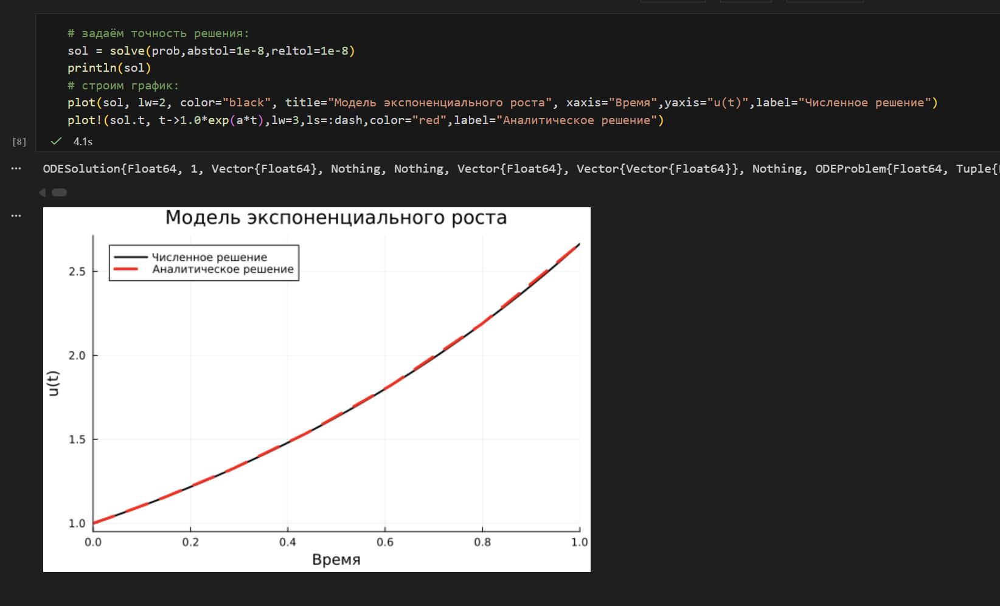 # задаём точность решения:
sol = solve(prob,abstol=1e-8,reltol=1e-8)
println(sol)
# строим график:
plot(sol, lw=2, color="black", title="Модель экспоненциального роста", xaxis="Время",yaxis="u(t)",label="Численное решение")
plot!(sol.t, t->1.0*exp(a*t),lw=3,ls=:dash,color="red",label="Аналитическое решение")
[8]
4.1s
ODESolution{Float64, 1, Vector{Float64}, Nothing, Nothing, Vector{Float64}, Vector{Vector{Float64}}, Nothing, ODEProblem{Float64, Tuple{
Модель экспоненциального роста
Численное решение
Аналитическое решение
2.5
2.0
1.5
1.0
u(t)
0.0 0.2 0.4 0.6 0.8 1.0
Время